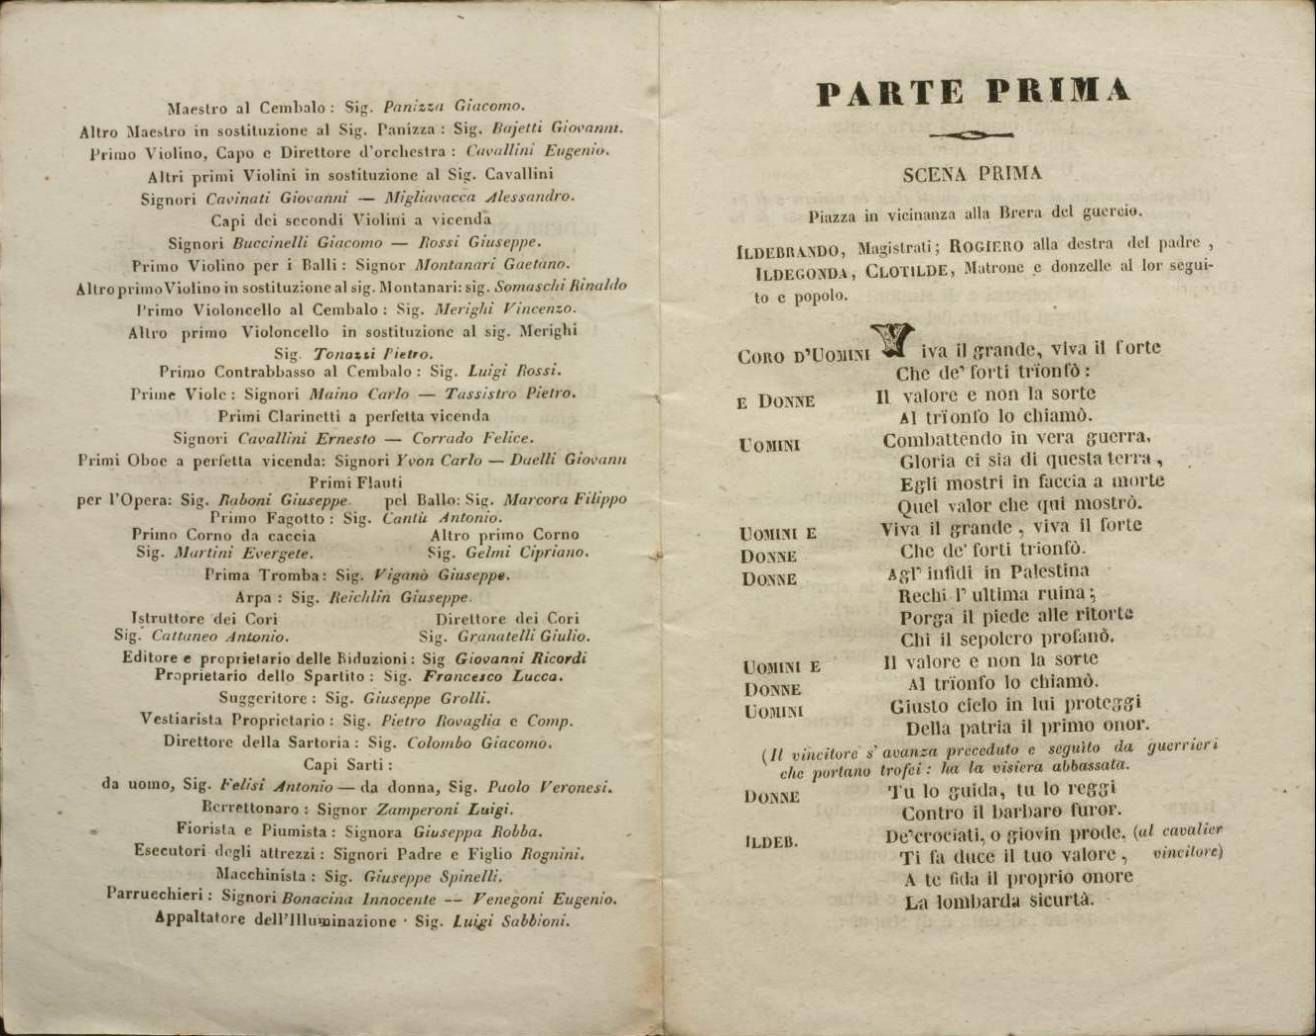 Maestro al Cembalo: Sig. Panizza Giacomo.
Altro Maestro in sostituzione al Sig. Panizza: Sig. Bajetti Giovanni.
Primo Violino, Capo e Direttore d'orchestra: Cavallini Eugenio.
Altri primi Violini in sostituzione al Sig. Cavallini
Signori Cavinati Giovanni — Migliavacca Alessandro.
Capi dei secondi Violini a vicenda
Signori Buccinelli Giacomo — Rossi Giuseppe.
Primo Violino per i Balli: Signor Montanari Gaetano.
Altro primo Violino in sostituzione al sig. Montanari: sig. Somaschi Rinaldo
Primo Violoncello al Cembalo: Sig. Merighi Vincenzo.
Altro primo Violoncello in sostituzione al sig. Merighi
Sig. Tonazzi Pietro.
Primo Contrabbasso al Cembalo: Sig. Luigi Rossi.
Prime Viole: Signori Maino Carlo — Tassistro Pietro.
Primi Clarinetti a perfetta vicenda
Signori Cavallini Ernesto — Corrado Felice.
Primi Oboe a perfetta vicenda: Signori Yvon Carlo — Daelli Giovann
Primi Flauti
per l'Opera: Sig. Raboni Giuseppe. pel Ballo: Sig. Marcora Filippo
Primo Fagotto: Sig. Cantù Antonio.
Primo Corno da caccia Altro primo Corno
Sig. Martini Evergete. Sig. Gelmi Cipriano.
Prima Tromba: Sig. Viganò Giuseppe.
Arpa: Sig. Reichlin Giuseppe.
Istruttore dei Cori Direttore dei Cori
Sig. Cattaneo Antonio. Sig. Granatelli Giulio.
Editore e proprietario delle Riduzioni: Sig Giovanni Ricordi
Proprietario dello Spartito: Sig. Francesco Lucca.
Suggeritore: Sig. Giuseppe Grolli.
Vestiarista Proprietario: Sig. Pietro Rovaglia e Comp.
Direttore della Sartoria: Sig. Colombo Giacomo.
Capi Sarti:
da uomo, Sig. Felisi Antonio — da donna, Sig. Paolo Veronesi.
Berrettonaro: Signor Zamperoni Luigi.
Fiorista e Piumista: Signora Giuseppa Robba.
Esecutori degli attrezzi: Signori Padre e Figlio Rognini.
Macchinista: Sig. Giuseppe Spinelli.
Parrucchieri: Signori Bonacina Innocente — Venegoni Eugenio.
Appaltatore dell'Illuminazione · Sig. Luigi Sabbioni.
PARTE PRIMA
SCENA PRIMA
Piazza in vicinanza alla Brera del guercio.
ILDEBRANDO, Magistrati; ROGIERO alla destra del padre,
ILDEGONDA, CLOTILDE, Matrone e donzelle al lor segui-
to e popolo.
CORO D'UOMINI Viva il grande, viva il forte
Che de' forti trïonfò:
E DONNE Il valore e non la sorte
Al trïonfo lo chiamò.
UOMINI Combattendo in vera guerra,
Gloria ei sia di questa terra,
Egli mostri in faccia a morte
Quel valor che qui mostrò.
UOMINI E Viva il grande, viva il forte
DONNE Che de' forti trïonfò.
DONNE Agl' infidi in Palestina
Rechi l' ultima ruina;
Porga il piede alle ritorte
Chi il sepolcro profanò.
UOMINI E Il valore e non la sorte
DONNE Al trïonfo lo chiamò.
UOMINI Giusto cielo in lui proteggi
Della patria il primo onor.
(Il vincitore s' avanza preceduto e seguìto da guerrieri
che portano trofei: ha la visiera abbassata.
DONNE Tu lo guida, tu lo reggi
Contro il barbaro furor.
ILDEB. De' crociati, o giovin prode, (al cavalier
Ti fa duce il tuo valore, vincitore)
A te fida il proprio onore
La lombarda sicurtà.